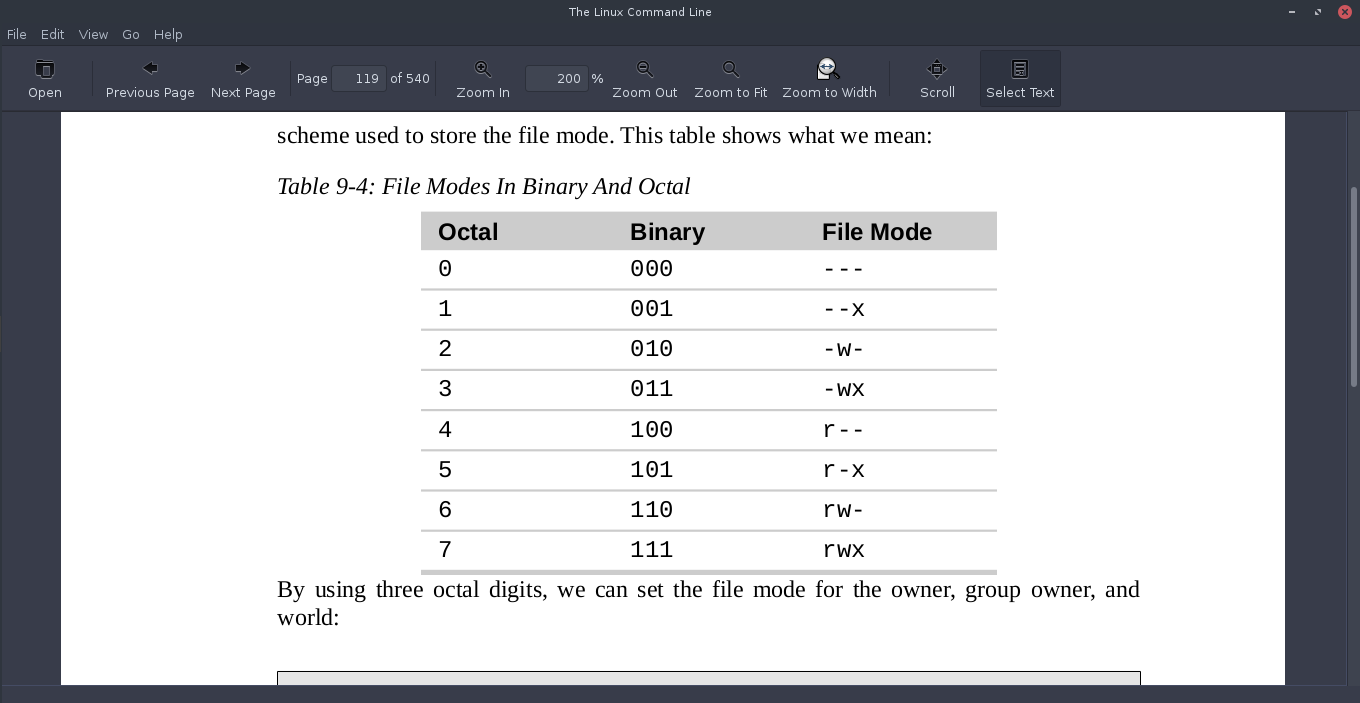 The Linux Command Line
File Edit View Go Help
Open Previous Page Next Page Page 119 of 540 Zoom In 200 % Zoom Out Zoom to Fit Zoom to Width Scroll Select Text
scheme used to store the file mode. This table shows what we mean:
Table 9-4: File Modes In Binary And Octal
Octal Binary File Mode
0 000 ---
1 001 --x
2 010 -w-
3 011 -wx
4 100 r--
5 101 r-x
6 110 rw-
7 111 rwx
By using three octal digits, we can set the file mode for the owner, group owner, and
world: